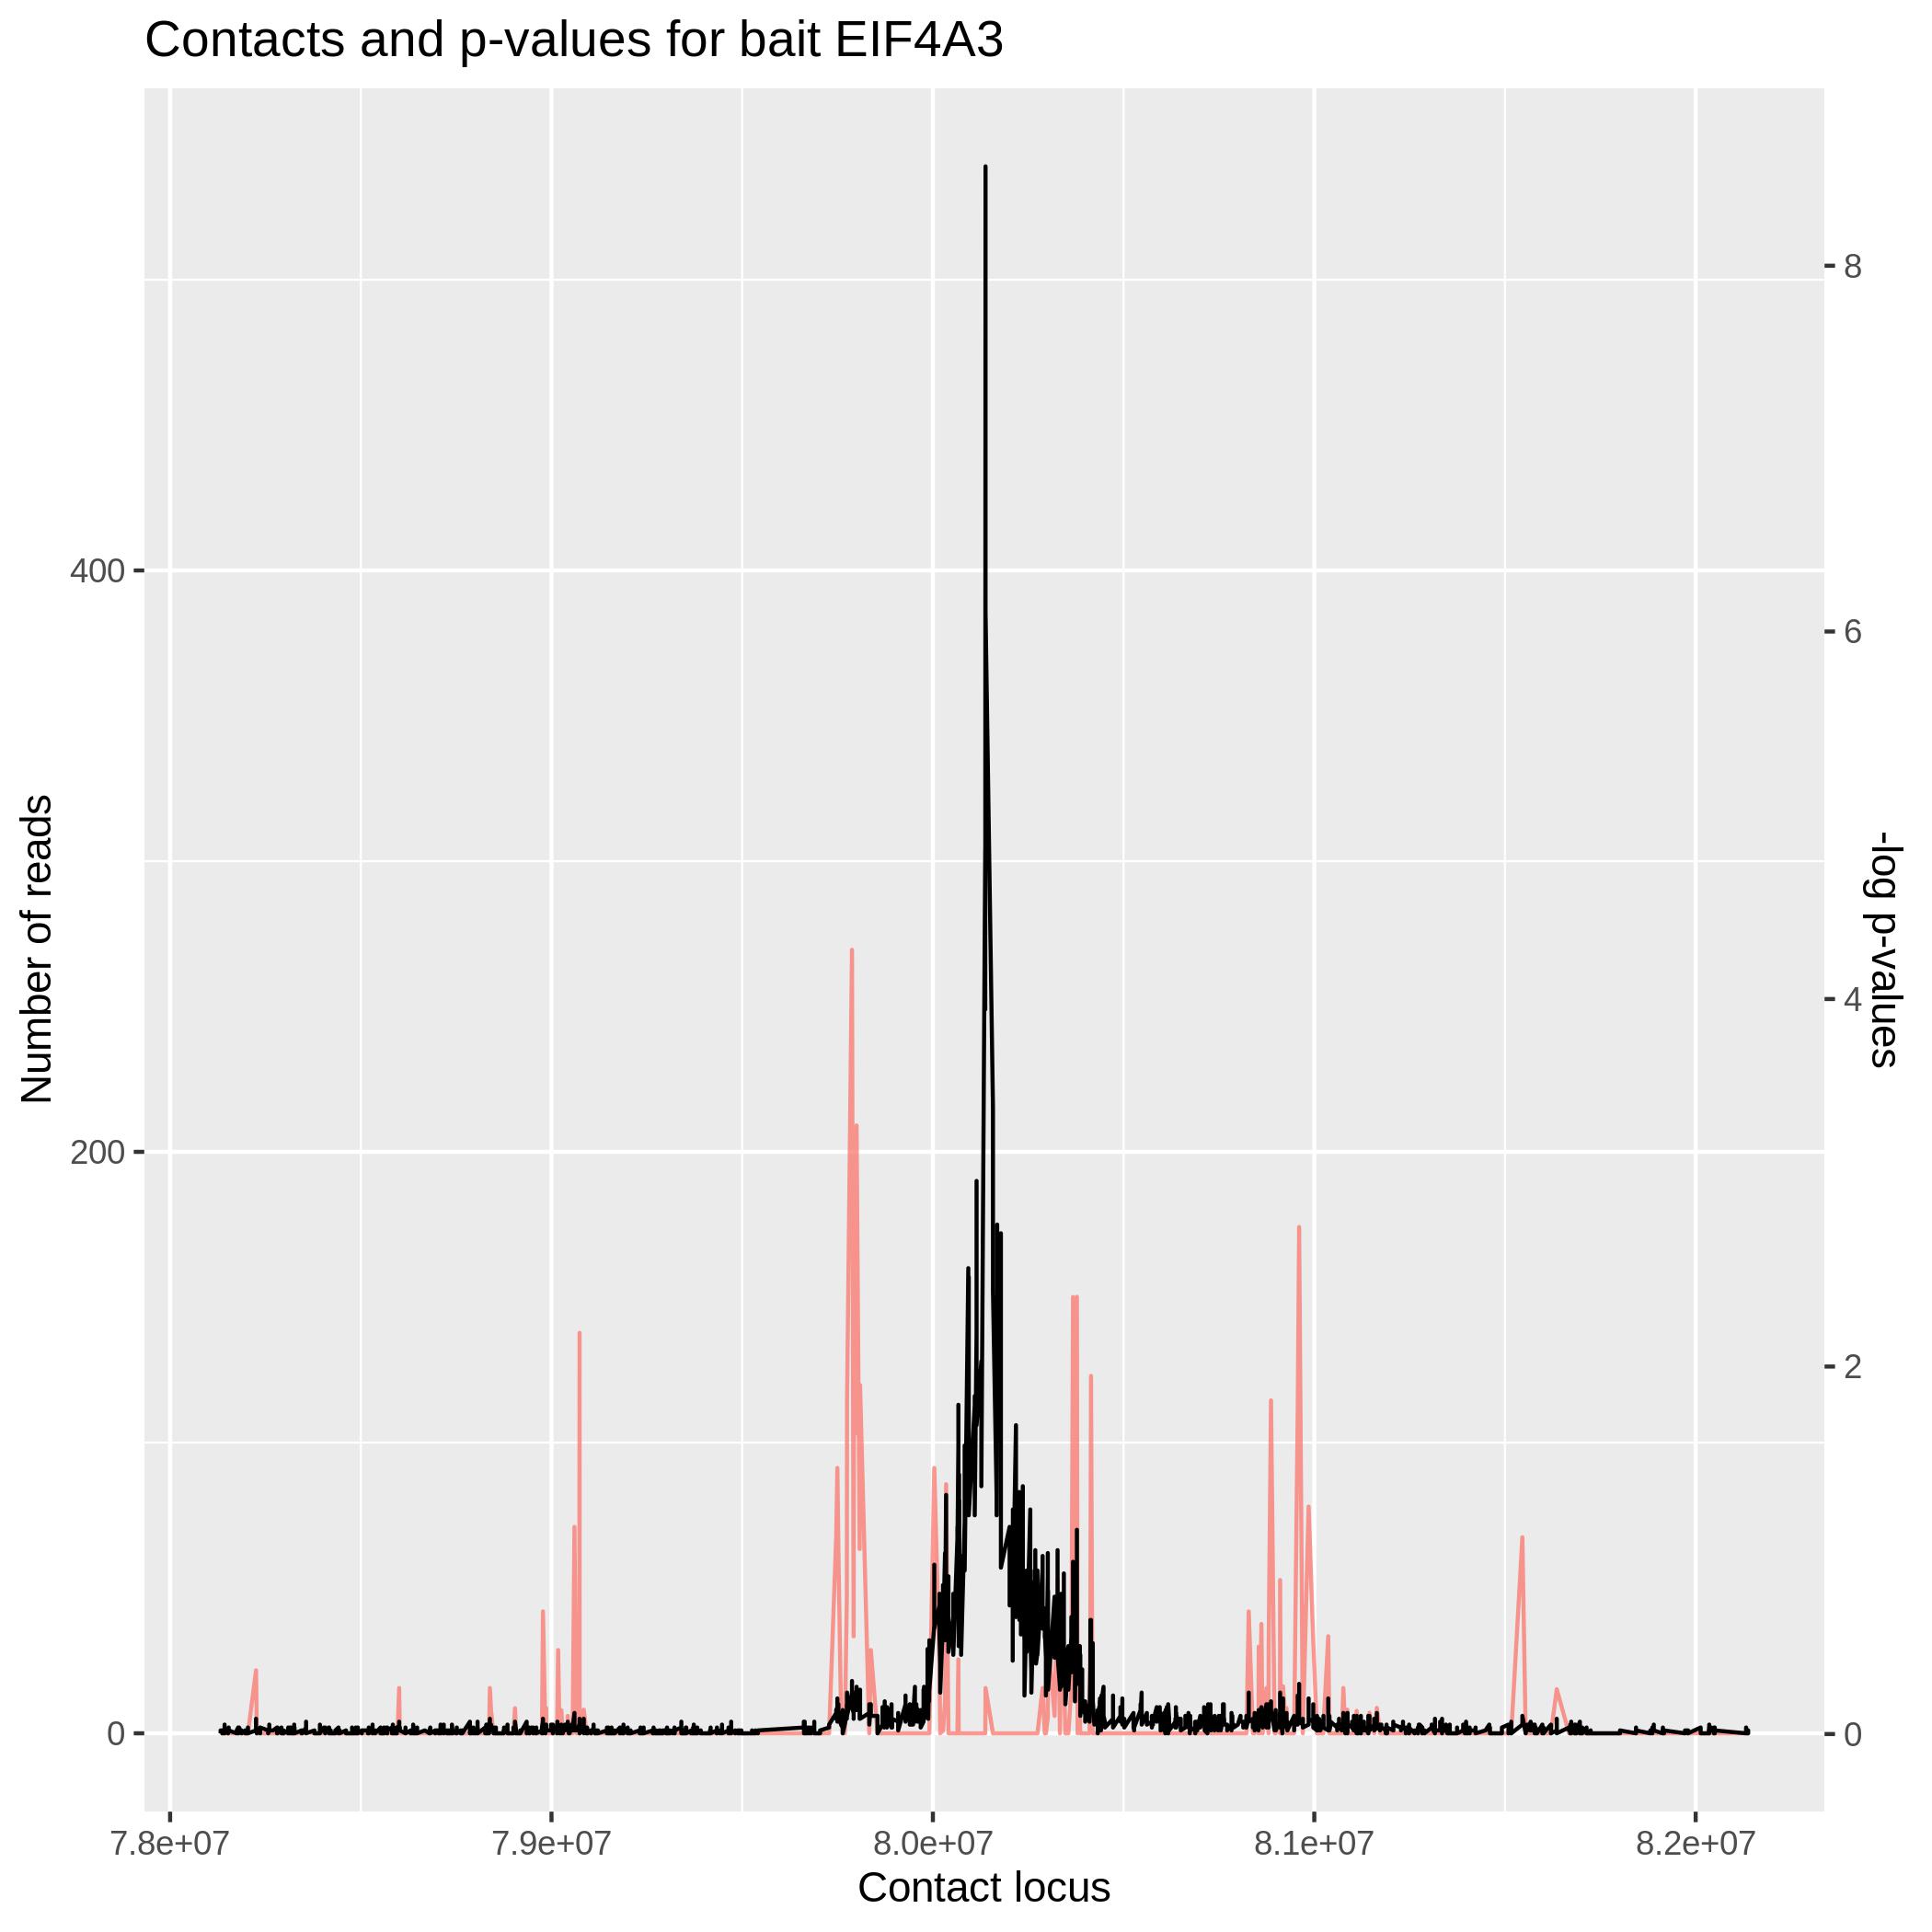 Contacts and p-values for bait EIF4A3
Number of reads
400
200
0
8
6
4
2
0
-log p-values
7.8e+07
7.9e+07
8.0e+07
8.1e+07
8.2e+07
Contact locus